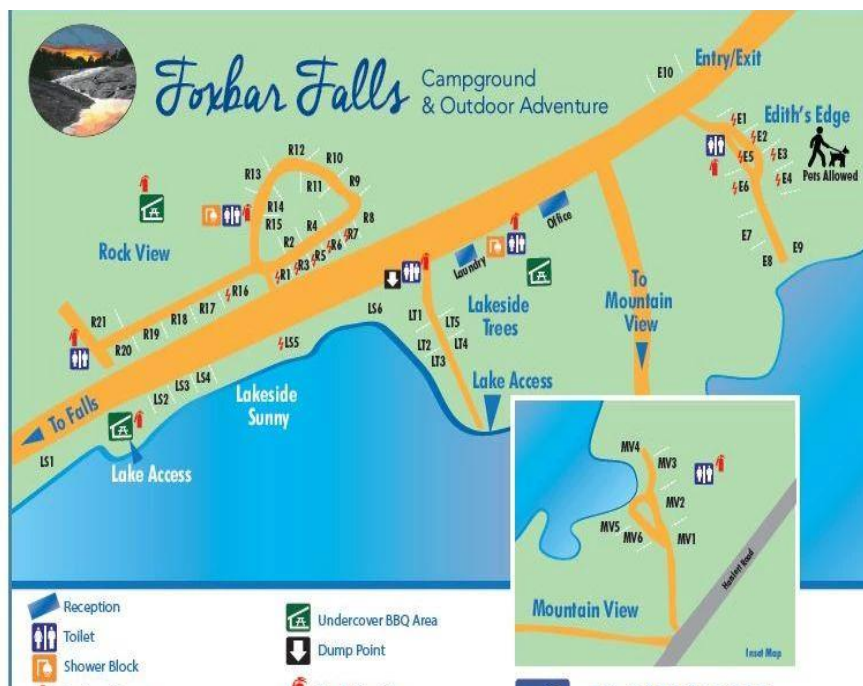 Foxbar Falls
Campground
& Outdoor Adventure
Entry/Exit
E10
Edith's Edge
E1
E2
E3
E5
E4
E6
Pets Allowed
E7
E8
E9
R12
R10
R13
R11
R9
R14
R15
R4
R8
R2
R7
R6
R5
R3
R1
Rock View
Office
Laundry
R16
R17
R18
R19
R20
R21
LS6
LT1
LT5
LT4
LT2
LT3
Lakeside
Trees
To
Mountain
View
LS5
LS4
LS3
LS2
Lakeside
Sunny
Lake Access
To Falls
LS1
Lake Access
MV4
MV3
MV2
MV5
MV6
MV1
Mountain View
Inset Map
Reception
Toilet
Shower Block
Undercover BBQ Area
Dump Point